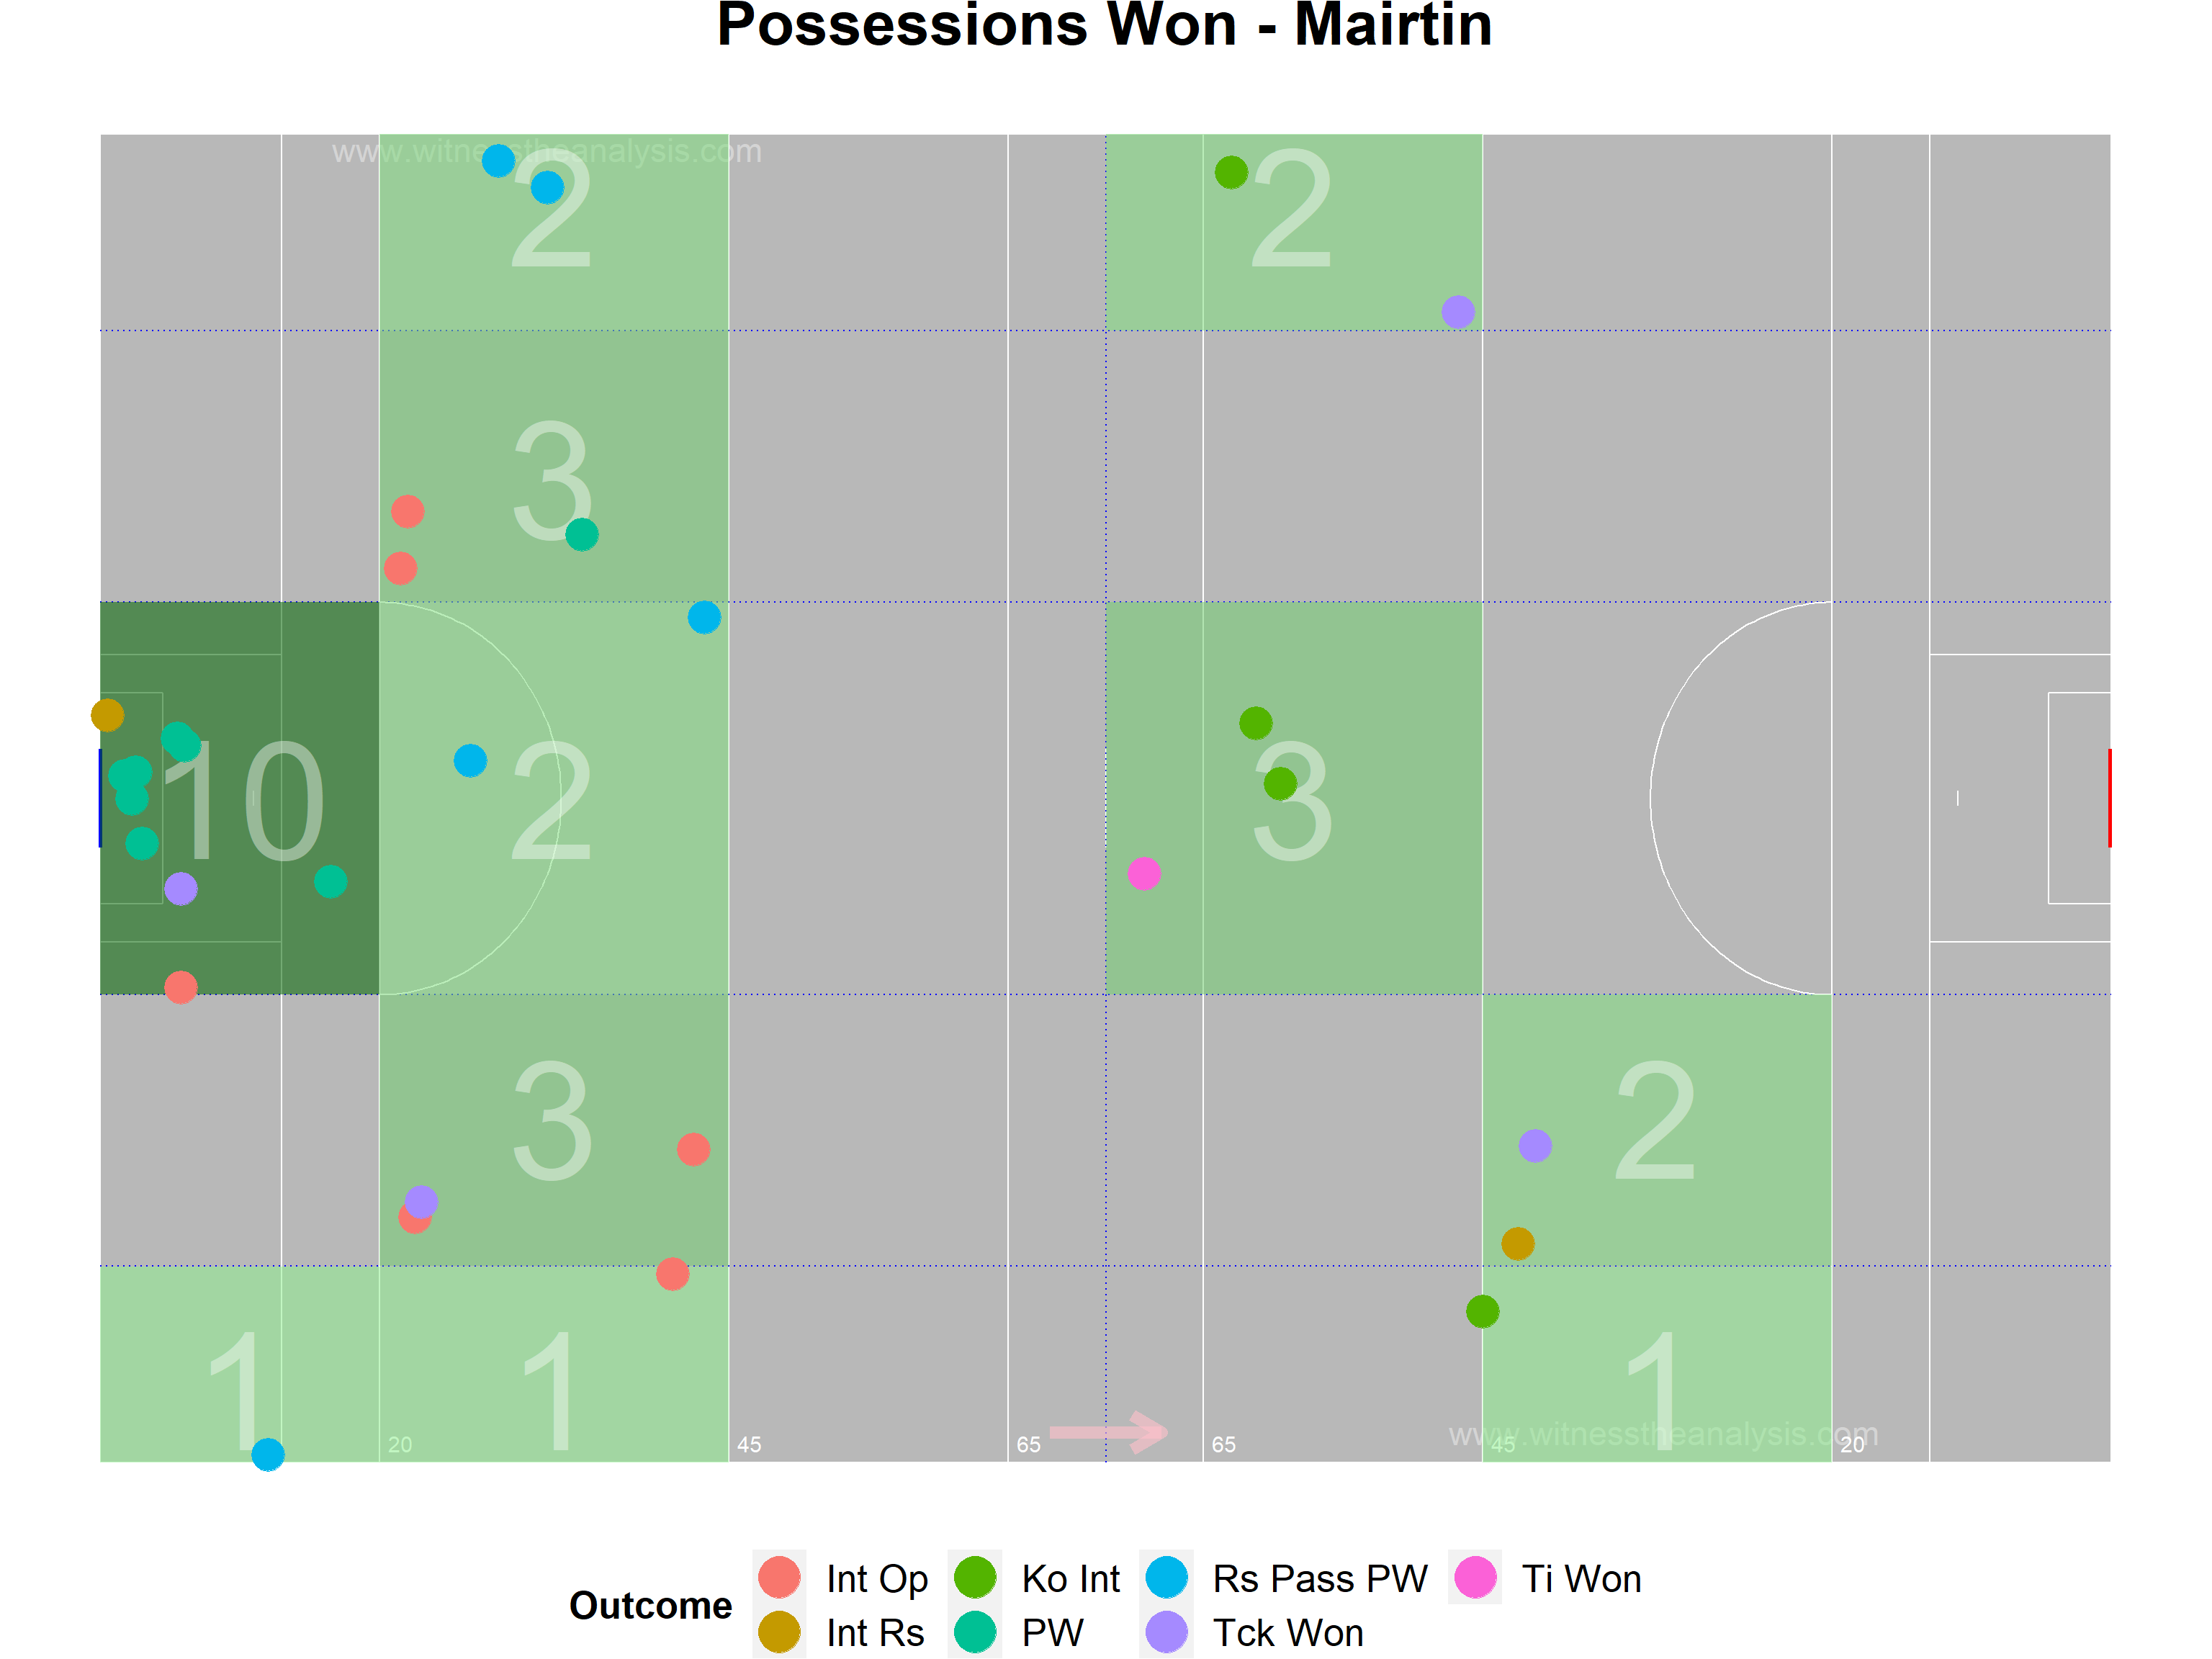 Possessions Won - Mairtin
www.witnesstheanalysis.com
2
2
3
10
2
3
3
2
1
1
1
20
45
65
65
45
20
www.witnesstheanalysis.com
Outcome
Int Op
Ko Int
Rs Pass PW
Ti Won
Int Rs
PW
Tck Won